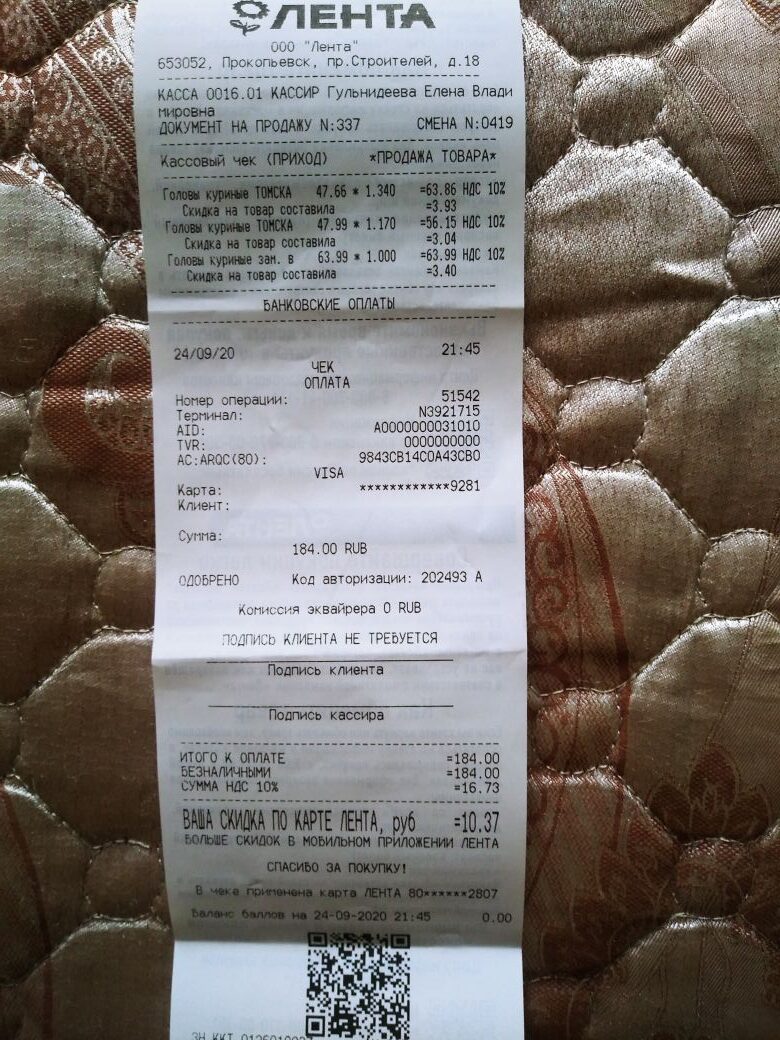 ЛЕНТА
ООО "Лента"
653052, Прокопьевск, пр.Строителей, д.18
КАССА 0016.01 КАССИР Гульнидеева Елена Влади
мировна
ДОКУМЕНТ НА ПРОДАЖУ N:337 СМЕНА N:0419
Кассовый чек (ПРИХОД) *ПРОДАЖА ТОВАРА*
Головы куриные ТОМСКА 47.66 * 1.340 =63.86 НДС 10%
Скидка на товар составила =3.93
Головы куриные ТОМСКА 47.99 * 1.170 =56.15 НДС 10%
Скидка на товар составила =3.04
Головы куриные зам. в 63.99 * 1.000 =63.99 НДС 10%
Скидка на товар составила =3.40
БАНКОВСКИЕ ОПЛАТЫ
24/09/20 21:45
ЧЕК
ОПЛАТА
Номер операции: 51542
Терминал: N3921715
AID: A0000000031010
TVR: 0000000000
AC:ARQC(80): 9843CB14C0A43CB0
VISA
Карта: ************9281
Клиент:
Сумма:
184.00 RUB
ОДОБРЕНО Код авторизации: 202493 А
Комиссия эквайрера 0 RUB
ПОДПИСЬ КЛИЕНТА НЕ ТРЕБУЕТСЯ
Подпись клиента
Подпись кассира
ИТОГО К ОПЛАТЕ =184.00
БЕЗНАЛИЧНЫМИ =184.00
СУММА НДС 10% =16.73
ВАША СКИДКА ПО КАРТЕ ЛЕНТА, руб =10.37
БОЛЬШЕ СКИДОК В МОБИЛЬНОМ ПРИЛОЖЕНИИ ЛЕНТА
СПАСИБО ЗА ПОКУПКУ!
В чеке применена карта ЛЕНТА 80******2807
Баланс баллов на 24-09-2020 21:45 0.00
ЗН ККТ